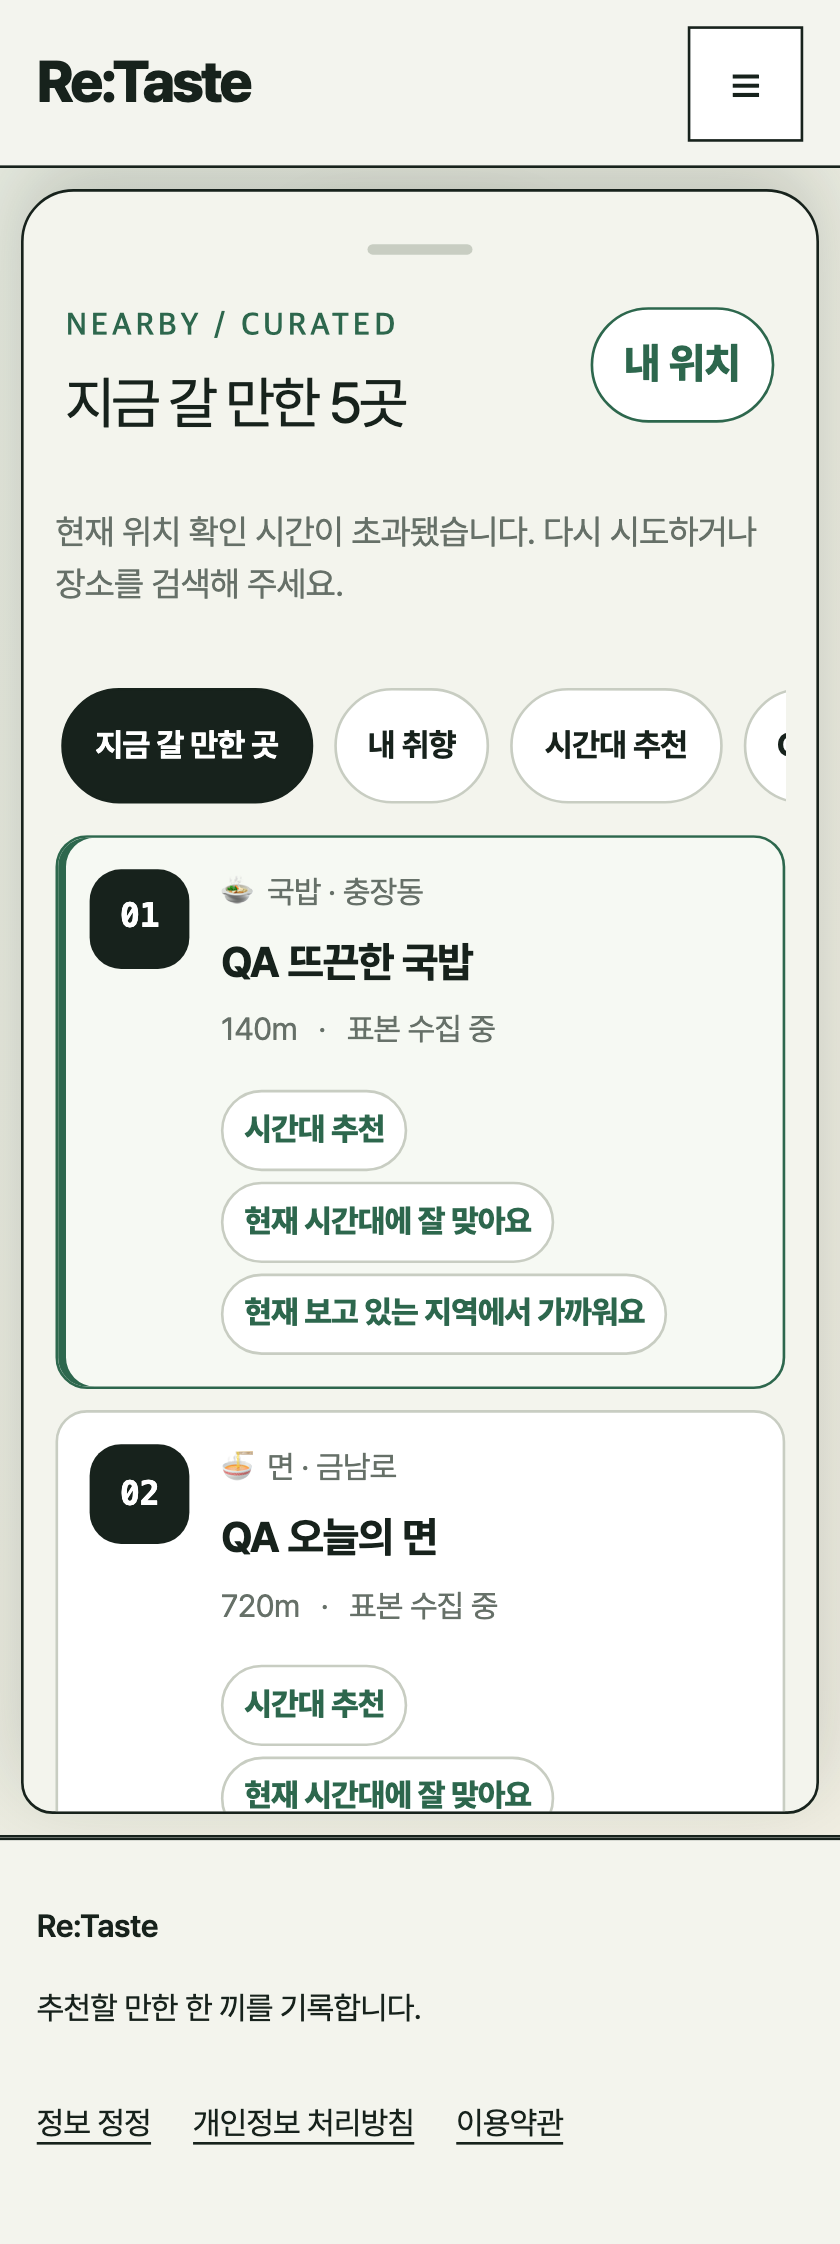 Re:Taste
NEARBY / CURATED
지금 갈 만한 5곳
내 위치
현재 위치 확인 시간이 초과됐습니다. 다시 시도하거나
장소를 검색해 주세요.
지금 갈 만한 곳
내 취향
시간대 추천
01
국밥 · 충장동
QA 뜨끈한 국밥
140m · 표본 수집 중
시간대 추천
현재 시간대에 잘 맞아요
현재 보고 있는 지역에서 가까워요
02
면 · 금남로
QA 오늘의 면
720m · 표본 수집 중
시간대 추천
현재 시간대에 잘 맞아요
Re:Taste
추천할 만한 한 끼를 기록합니다.
정보 정정 개인정보 처리방침 이용약관